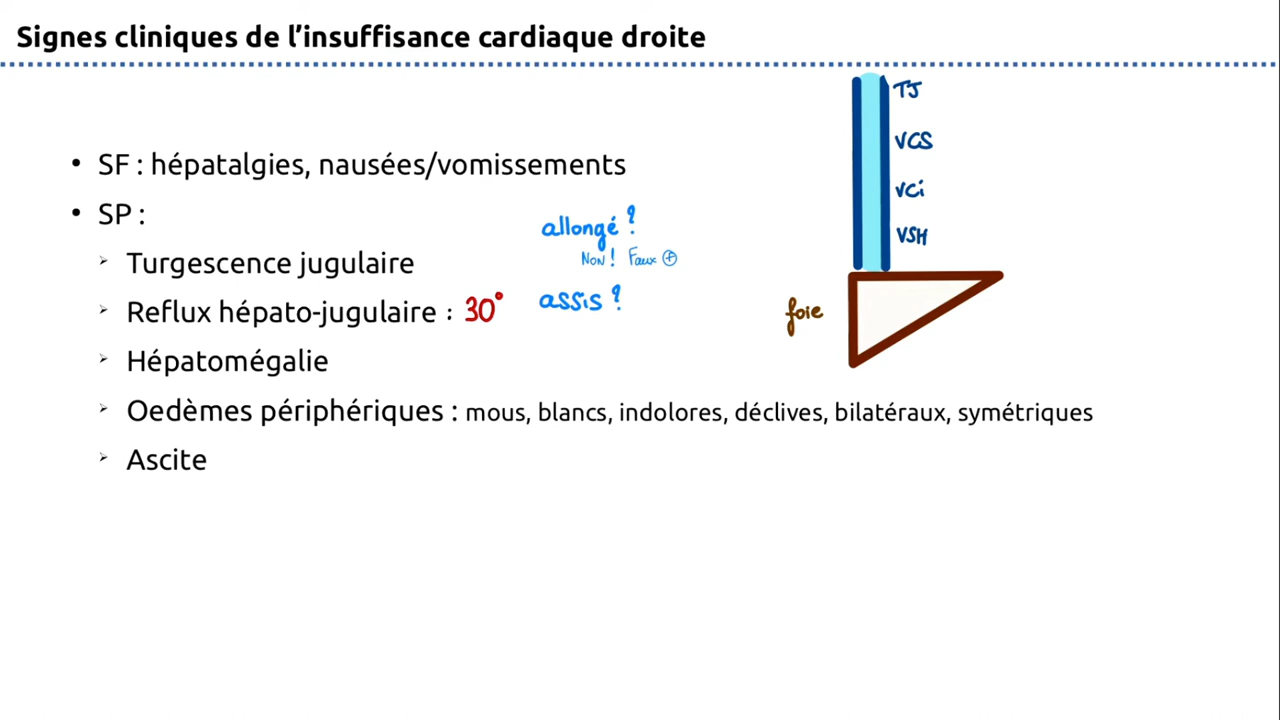 Signes cliniques de l'insuffisance cardiaque droite
• SF : hépatalgies, nausées/vomissements
• SP :
➢ Turgescence jugulaire
➢ Reflux hépato-jugulaire : 30°
➢ Hépatomégalie
➢ Oedèmes périphériques : mous, blancs, indolores, déclives, bilatéraux, symétriques
➢ Ascite
allongé ?
Non ! Faux ⊕
assis ?
TJ
VCS
VCi
VSH
foie